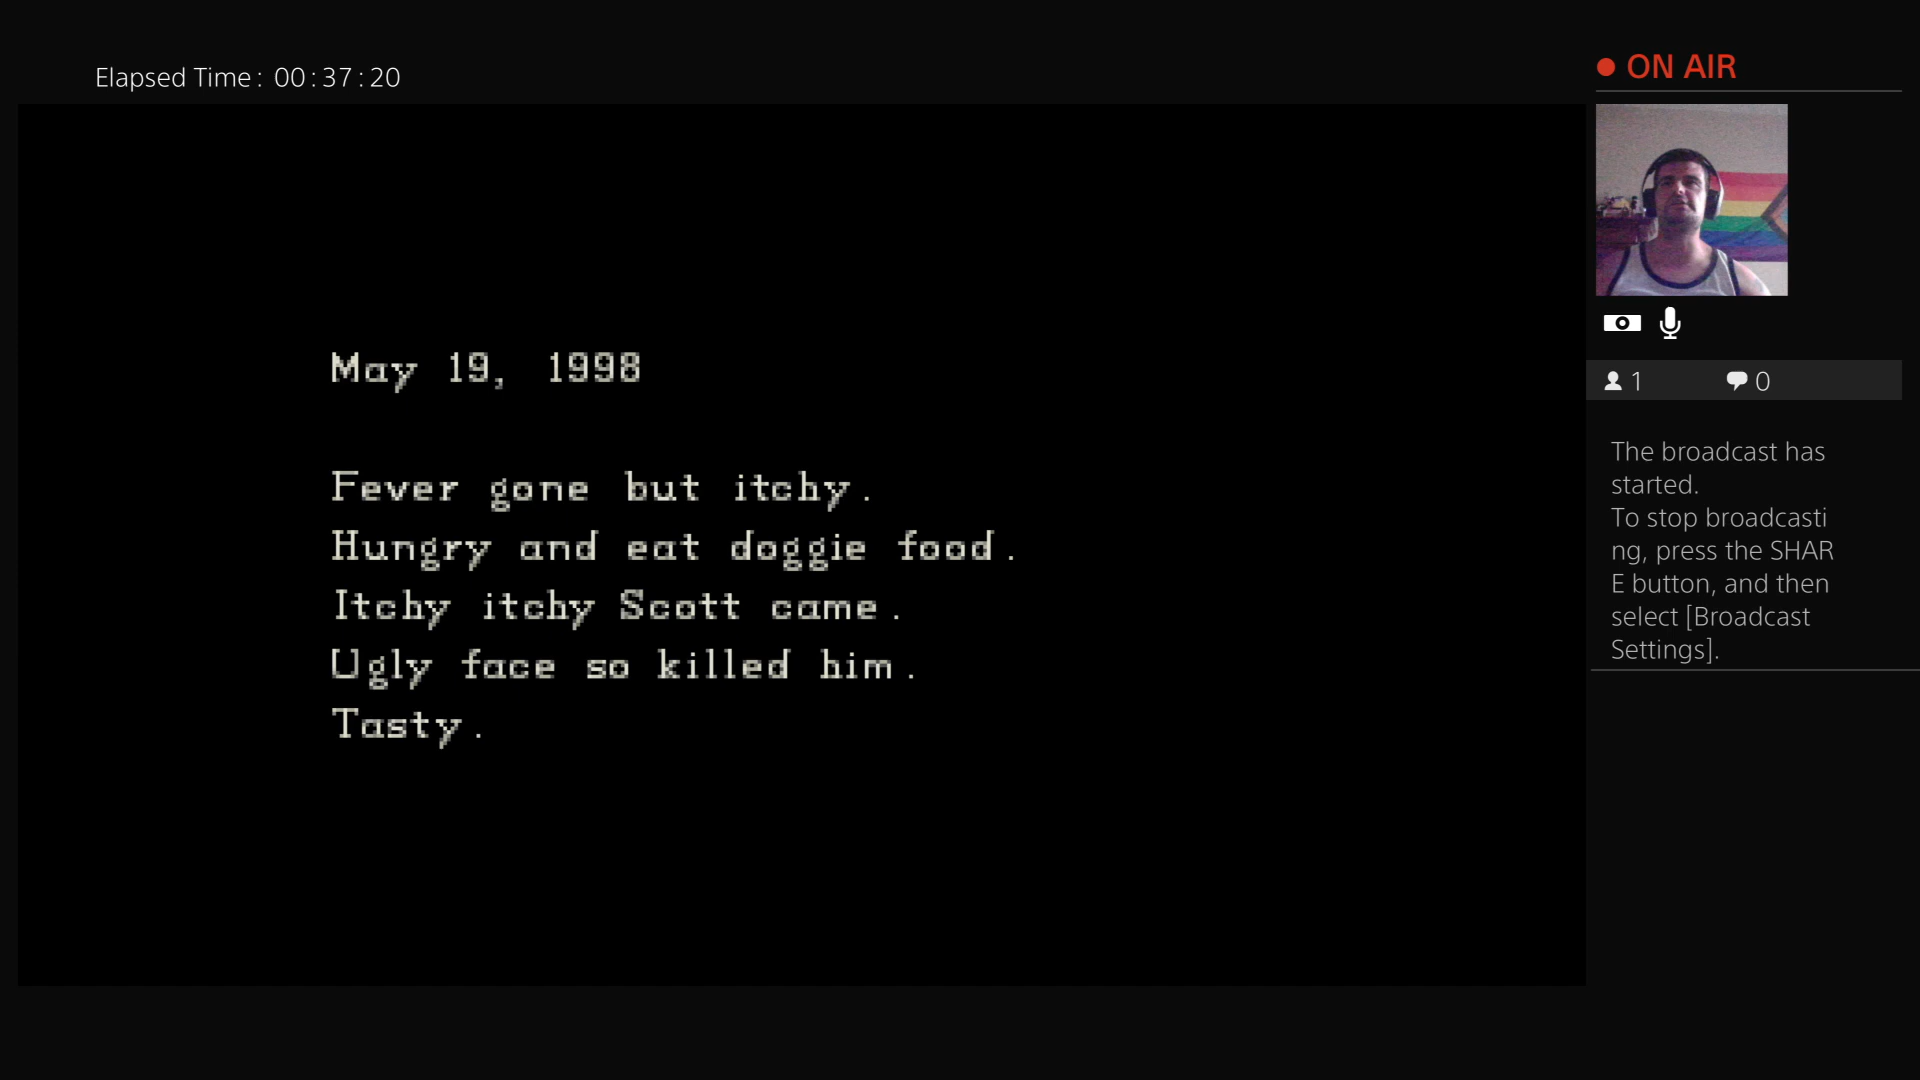 Elapsed Time: 00:37:20
ON AIR
May 19, 1998
Fever gone but itchy.
Hungry and eat doggie food.
Itchy itchy Scott came.
Ugly face so killed him.
Tasty.
1 0
The broadcast has
started.
To stop broadcasti
ng, press the SHAR
E button, and then
select [Broadcast
Settings].